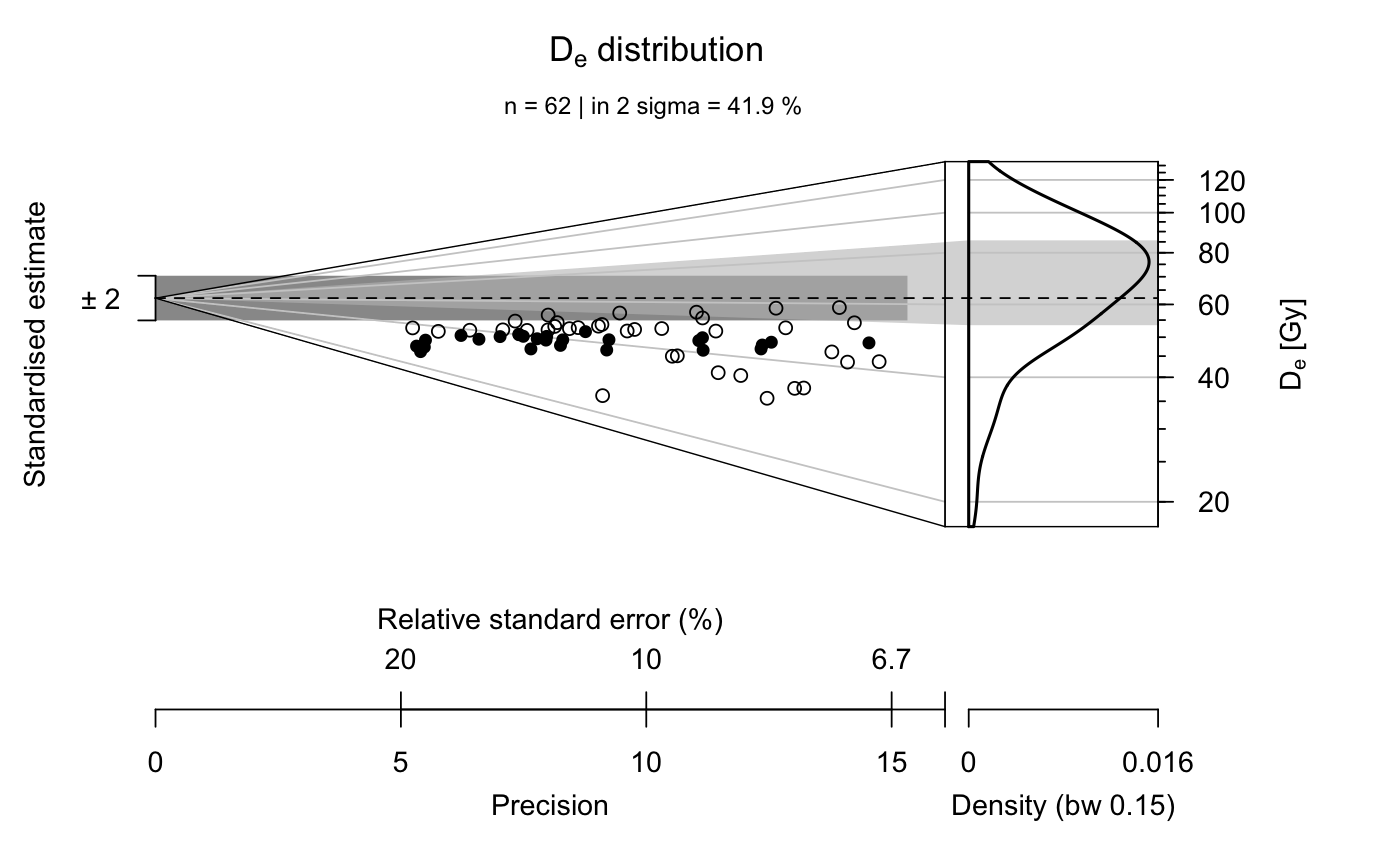 De distribution
n = 62 | in 2 sigma = 41.9 %
Standardised estimate
± 2
120
100
80
60
40
20
De [Gy]
Relative standard error (%)
20 10 6.7
0 5 10 15
Precision
0 0.016
Density (bw 0.15)